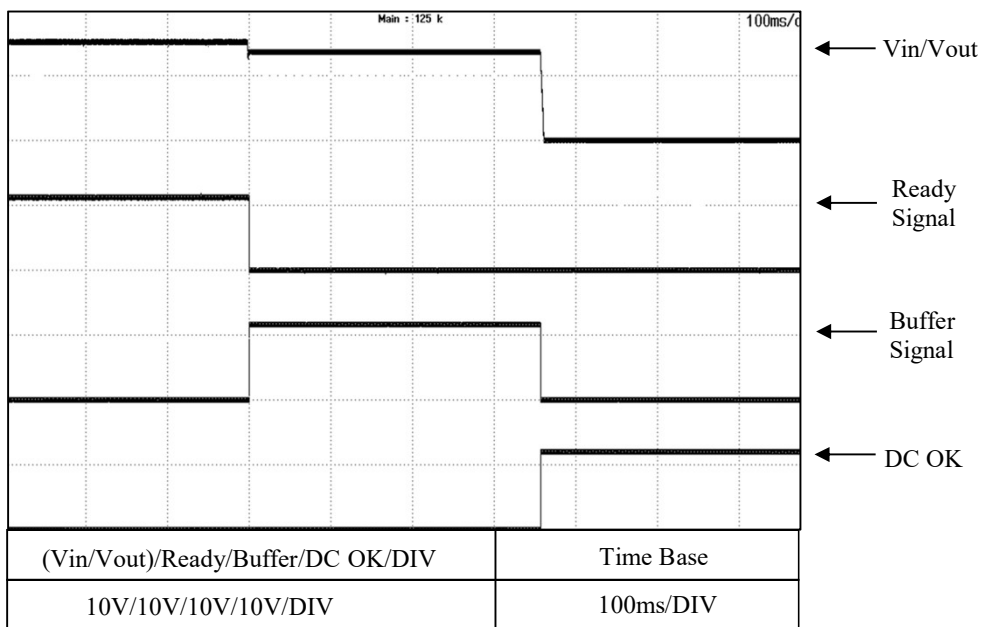 Main : 125 k
100ms/d
Vin/Vout
Ready
Signal
Buffer
Signal
DC OK
(Vin/Vout)/Ready/Buffer/DC OK/DIV
Time Base
10V/10V/10V/10V/DIV
100ms/DIV